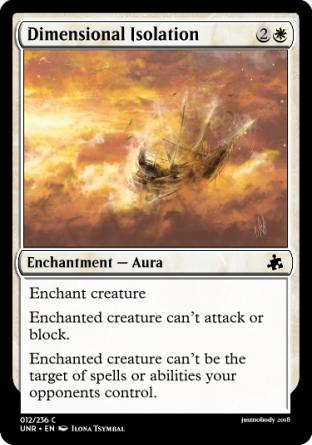 Dimensional Isolation 2
Enchantment — Aura
Enchant creature
Enchanted creature can't attack or
block.
Enchanted creature can't be the
target of spells or abilities your
opponents control.
012/236 C
UNR • EN Ilona Tsymbal
justnobody 2018